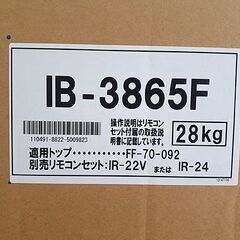 IB-3865F
110491-8822-5009823
操作説明はリモコン
セット付属の取扱説
明書に記載しています。
28kg
適用トップ・・・・・・・・・・・FF-70-092
別売リモコンセット:IR-22V または IR-24